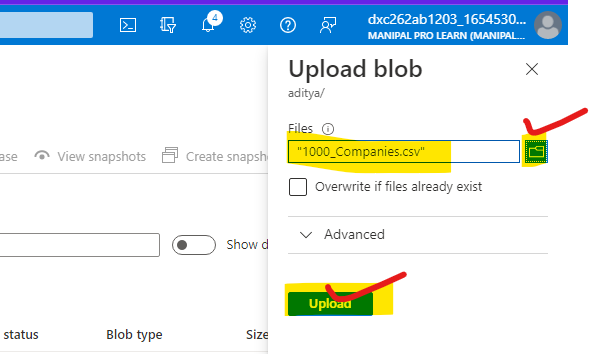 4
dxc262ab1203_1654530...
MANIPAL PRO LEARN (MANIPAL...
Upload blob
aditya/
Files
"1000_Companies.csv"
ase View snapshots Create snapsh
Overwrite if files already exist
Advanced
Show d
Upload
status Blob type Size